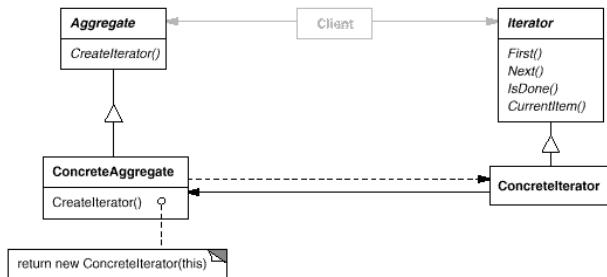 Aggregate
CreateIterator()
Client
Iterator
First()
Next()
IsDone()
CurrentItem()
ConcreteAggregate
CreateIterator()
ConcreteIterator
return new ConcreteIterator(this)